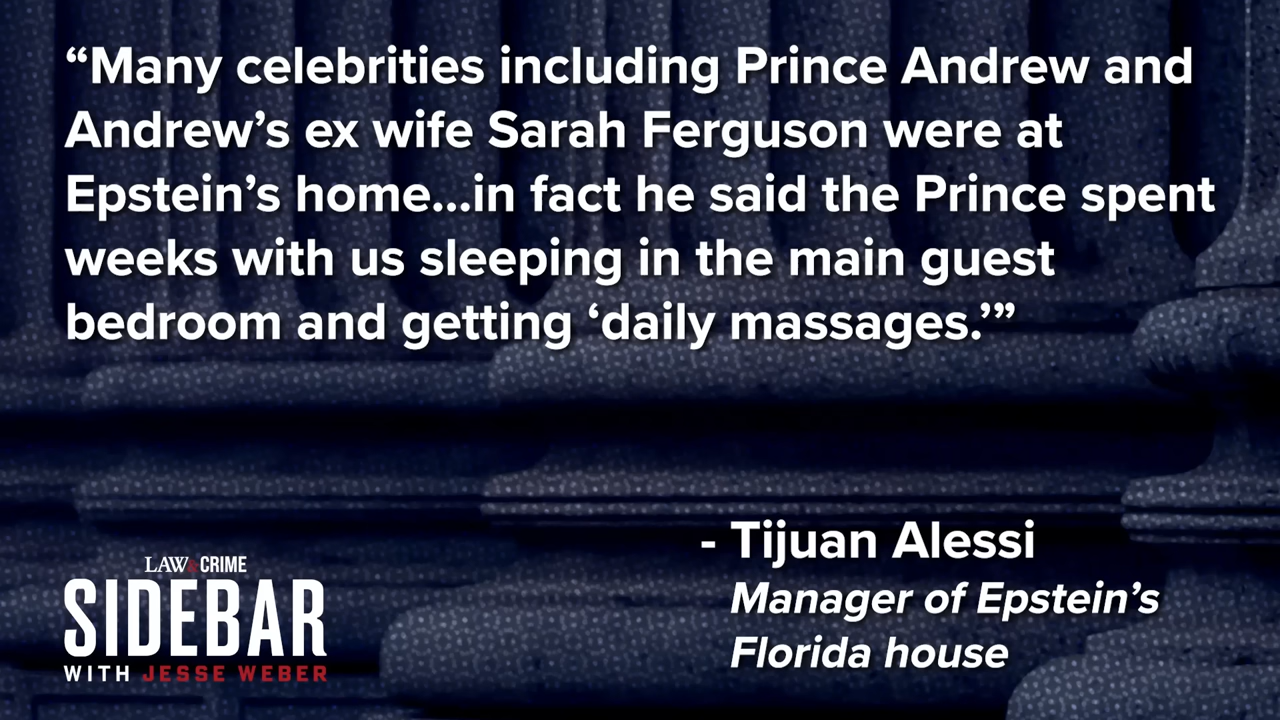 “Many celebrities including Prince Andrew and
Andrew’s ex wife Sarah Ferguson were at
Epstein’s home...in fact he said the Prince spent
weeks with us sleeping in the main guest
bedroom and getting ‘daily massages.’”
- Tijuan Alessi
Manager of Epstein’s
Florida house
LAW & CRIME
SIDEBAR
WITH JESSE WEBER